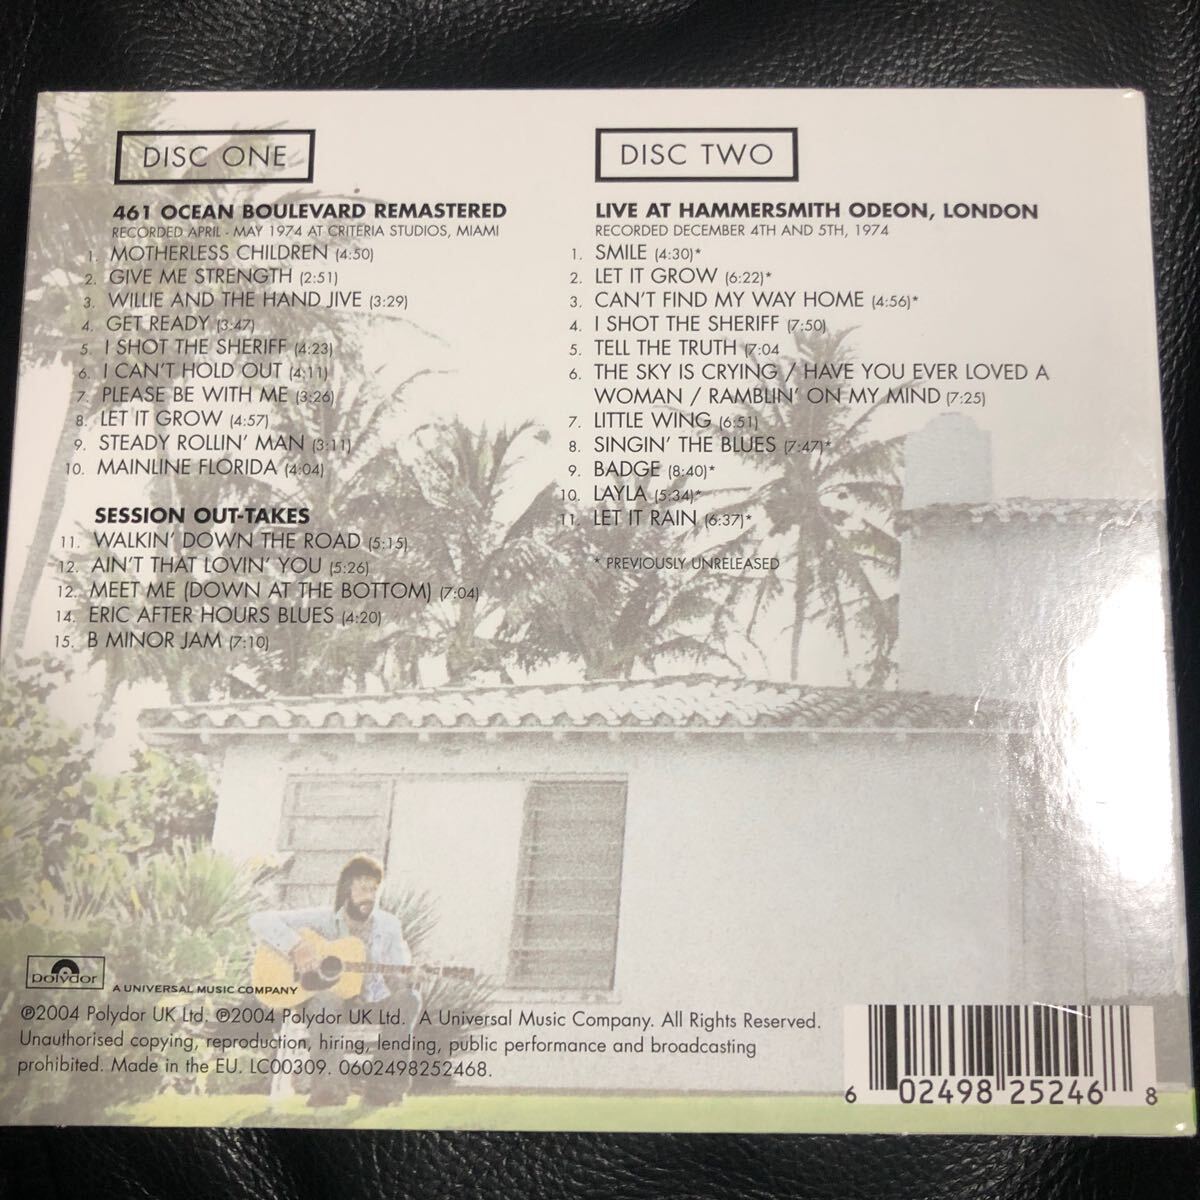 DISC ONE
461 OCEAN BOULEVARD REMASTERED
RECORDED APRIL - MAY 1974 AT CRITERIA STUDIOS, MIAMI
1. MOTHERLESS CHILDREN (4:50)
2. GIVE ME STRENGTH (2:51)
3. WILLIE AND THE HAND JIVE (3:29)
4. GET READY (3:47)
5. I SHOT THE SHERIFF (4:23)
6. I CAN'T HOLD OUT (4:11)
7. PLEASE BE WITH ME (3:26)
8. LET IT GROW (4:57)
9. STEADY ROLLIN' MAN (3:11)
10. MAINLINE FLORIDA (4:04)
SESSION OUT-TAKES
11. WALKIN' DOWN THE ROAD (5:15)
12. AIN'T THAT LOVIN' YOU (5:26)
12. MEET ME (DOWN AT THE BOTTOM) (7:04)
14. ERIC AFTER HOURS BLUES (4:20)
15. B MINOR JAM (7:10)
DISC TWO
LIVE AT HAMMERSMITH ODEON, LONDON
RECORDED DECEMBER 4TH AND 5TH, 1974
1. SMILE (4:30)*
2. LET IT GROW (6:22)*
3. CAN'T FIND MY WAY HOME (4:56)*
4. I SHOT THE SHERIFF (7:50)
5. TELL THE TRUTH (7:04
6. THE SKY IS CRYING / HAVE YOU EVER LOVED A
WOMAN / RAMBLIN' ON MY MIND (7:25)
7. LITTLE WING (6:51)
8. SINGIN' THE BLUES (7:47)*
9. BADGE (8:40)*
10. LAYLA (5:34)*
11. LET IT RAIN (6:37)*
* PREVIOUSLY UNRELEASED
Polydor
A UNIVERSAL MUSIC COMPANY
℗2004 Polydor UK Ltd. ℗2004 Polydor UK Ltd. A Universal Music Company. All Rights Reserved.
Unauthorised copying, reproduction, hiring, lending, public performance and broadcasting
prohibited. Made in the EU. LC00309. 0602498252468.
6 02498 25246 8